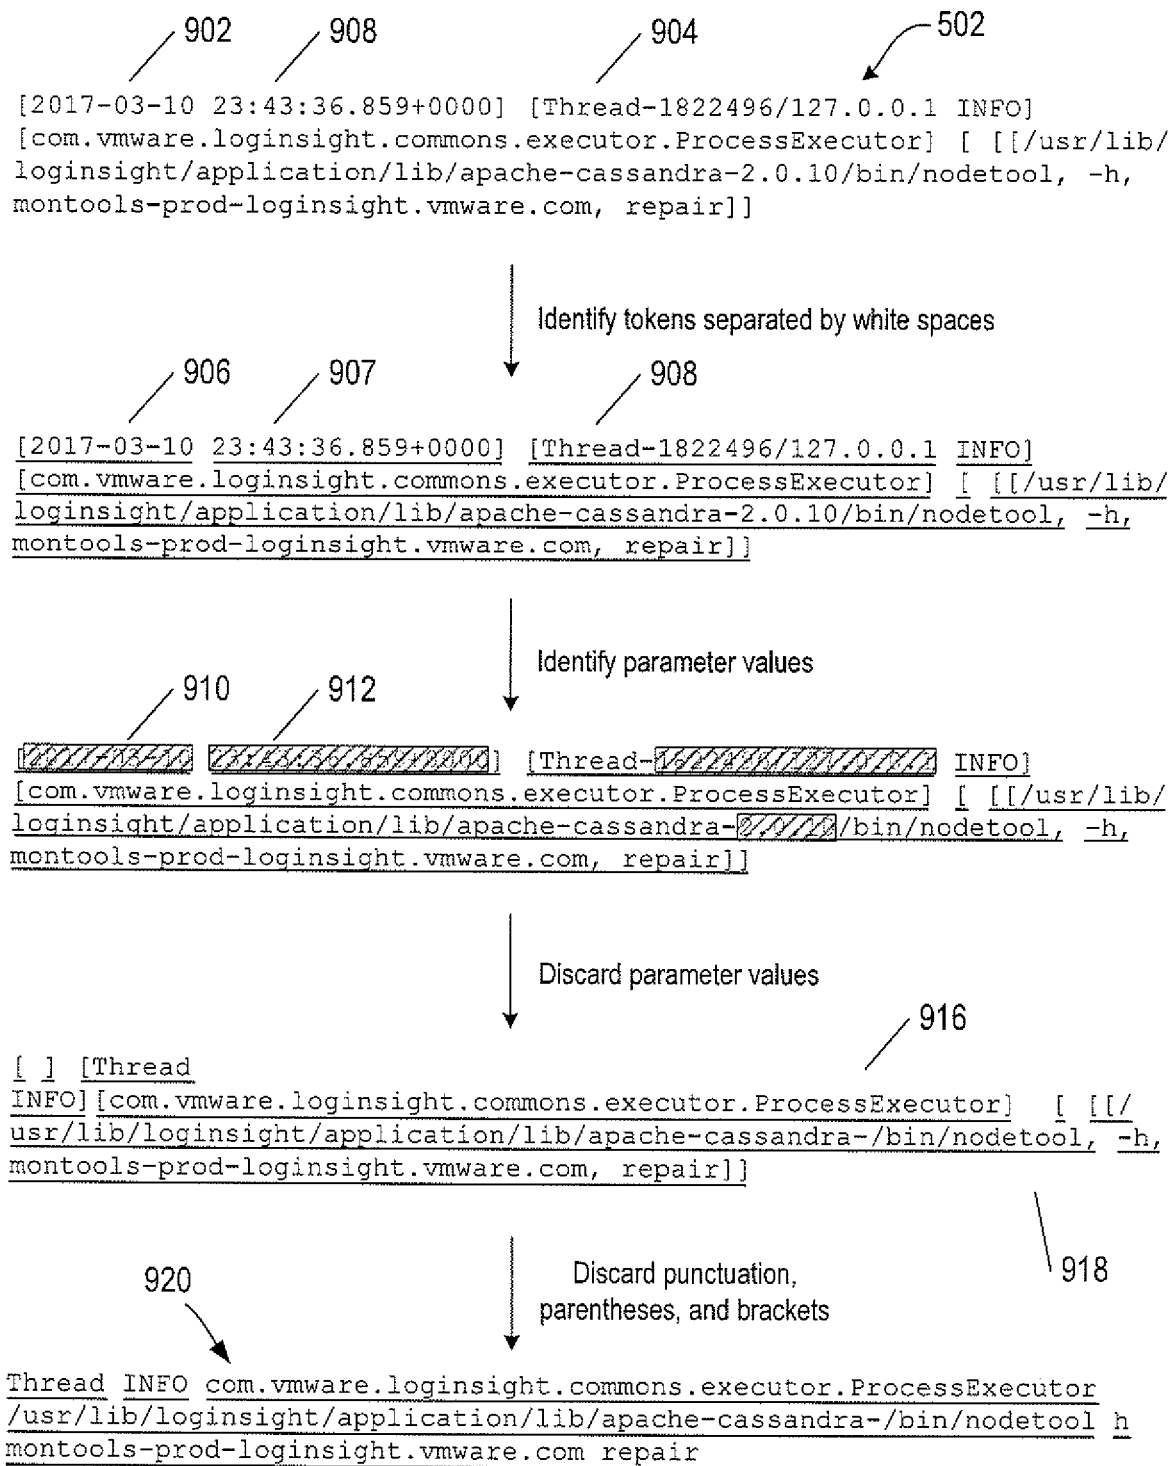 902 908 904 502
[2017-03-10 23:43:36.859+0000] [Thread-1822496/127.0.0.1 INFO]
[com.vmware.loginsight.commons.executor.ProcessExecutor] [ [[/usr/lib/
loginsight/application/lib/apache-cassandra-2.0.10/bin/nodetool, -h,
montools-prod-loginsight.vmware.com, repair]]
Identify tokens separated by white spaces
906 907 908
[2017-03-10 23:43:36.859+0000] [Thread-1822496/127.0.0.1 INFO]
[com.vmware.loginsight.commons.executor.ProcessExecutor] [ [[/usr/lib/
loginsight/application/lib/apache-cassandra-2.0.10/bin/nodetool, -h,
montools-prod-loginsight.vmware.com, repair]]
Identify parameter values
910 912
[ ] [Thread- INFO]
[com.vmware.loginsight.commons.executor.ProcessExecutor] [ [[/usr/lib/
loginsight/application/lib/apache-cassandra- /bin/nodetool, -h,
montools-prod-loginsight.vmware.com, repair]]
Discard parameter values
916
[ ] [Thread
INFO][com.vmware.loginsight.commons.executor.ProcessExecutor] [ [[/
usr/lib/loginsight/application/lib/apache-cassandra-/bin/nodetool, -h,
montools-prod-loginsight.vmware.com, repair]]
918
Discard punctuation,
parentheses, and brackets
920
Thread INFO com.vmware.loginsight.commons.executor.ProcessExecutor
/usr/lib/loginsight/application/lib/apache-cassandra-/bin/nodetool h
montools-prod-loginsight.vmware.com repair